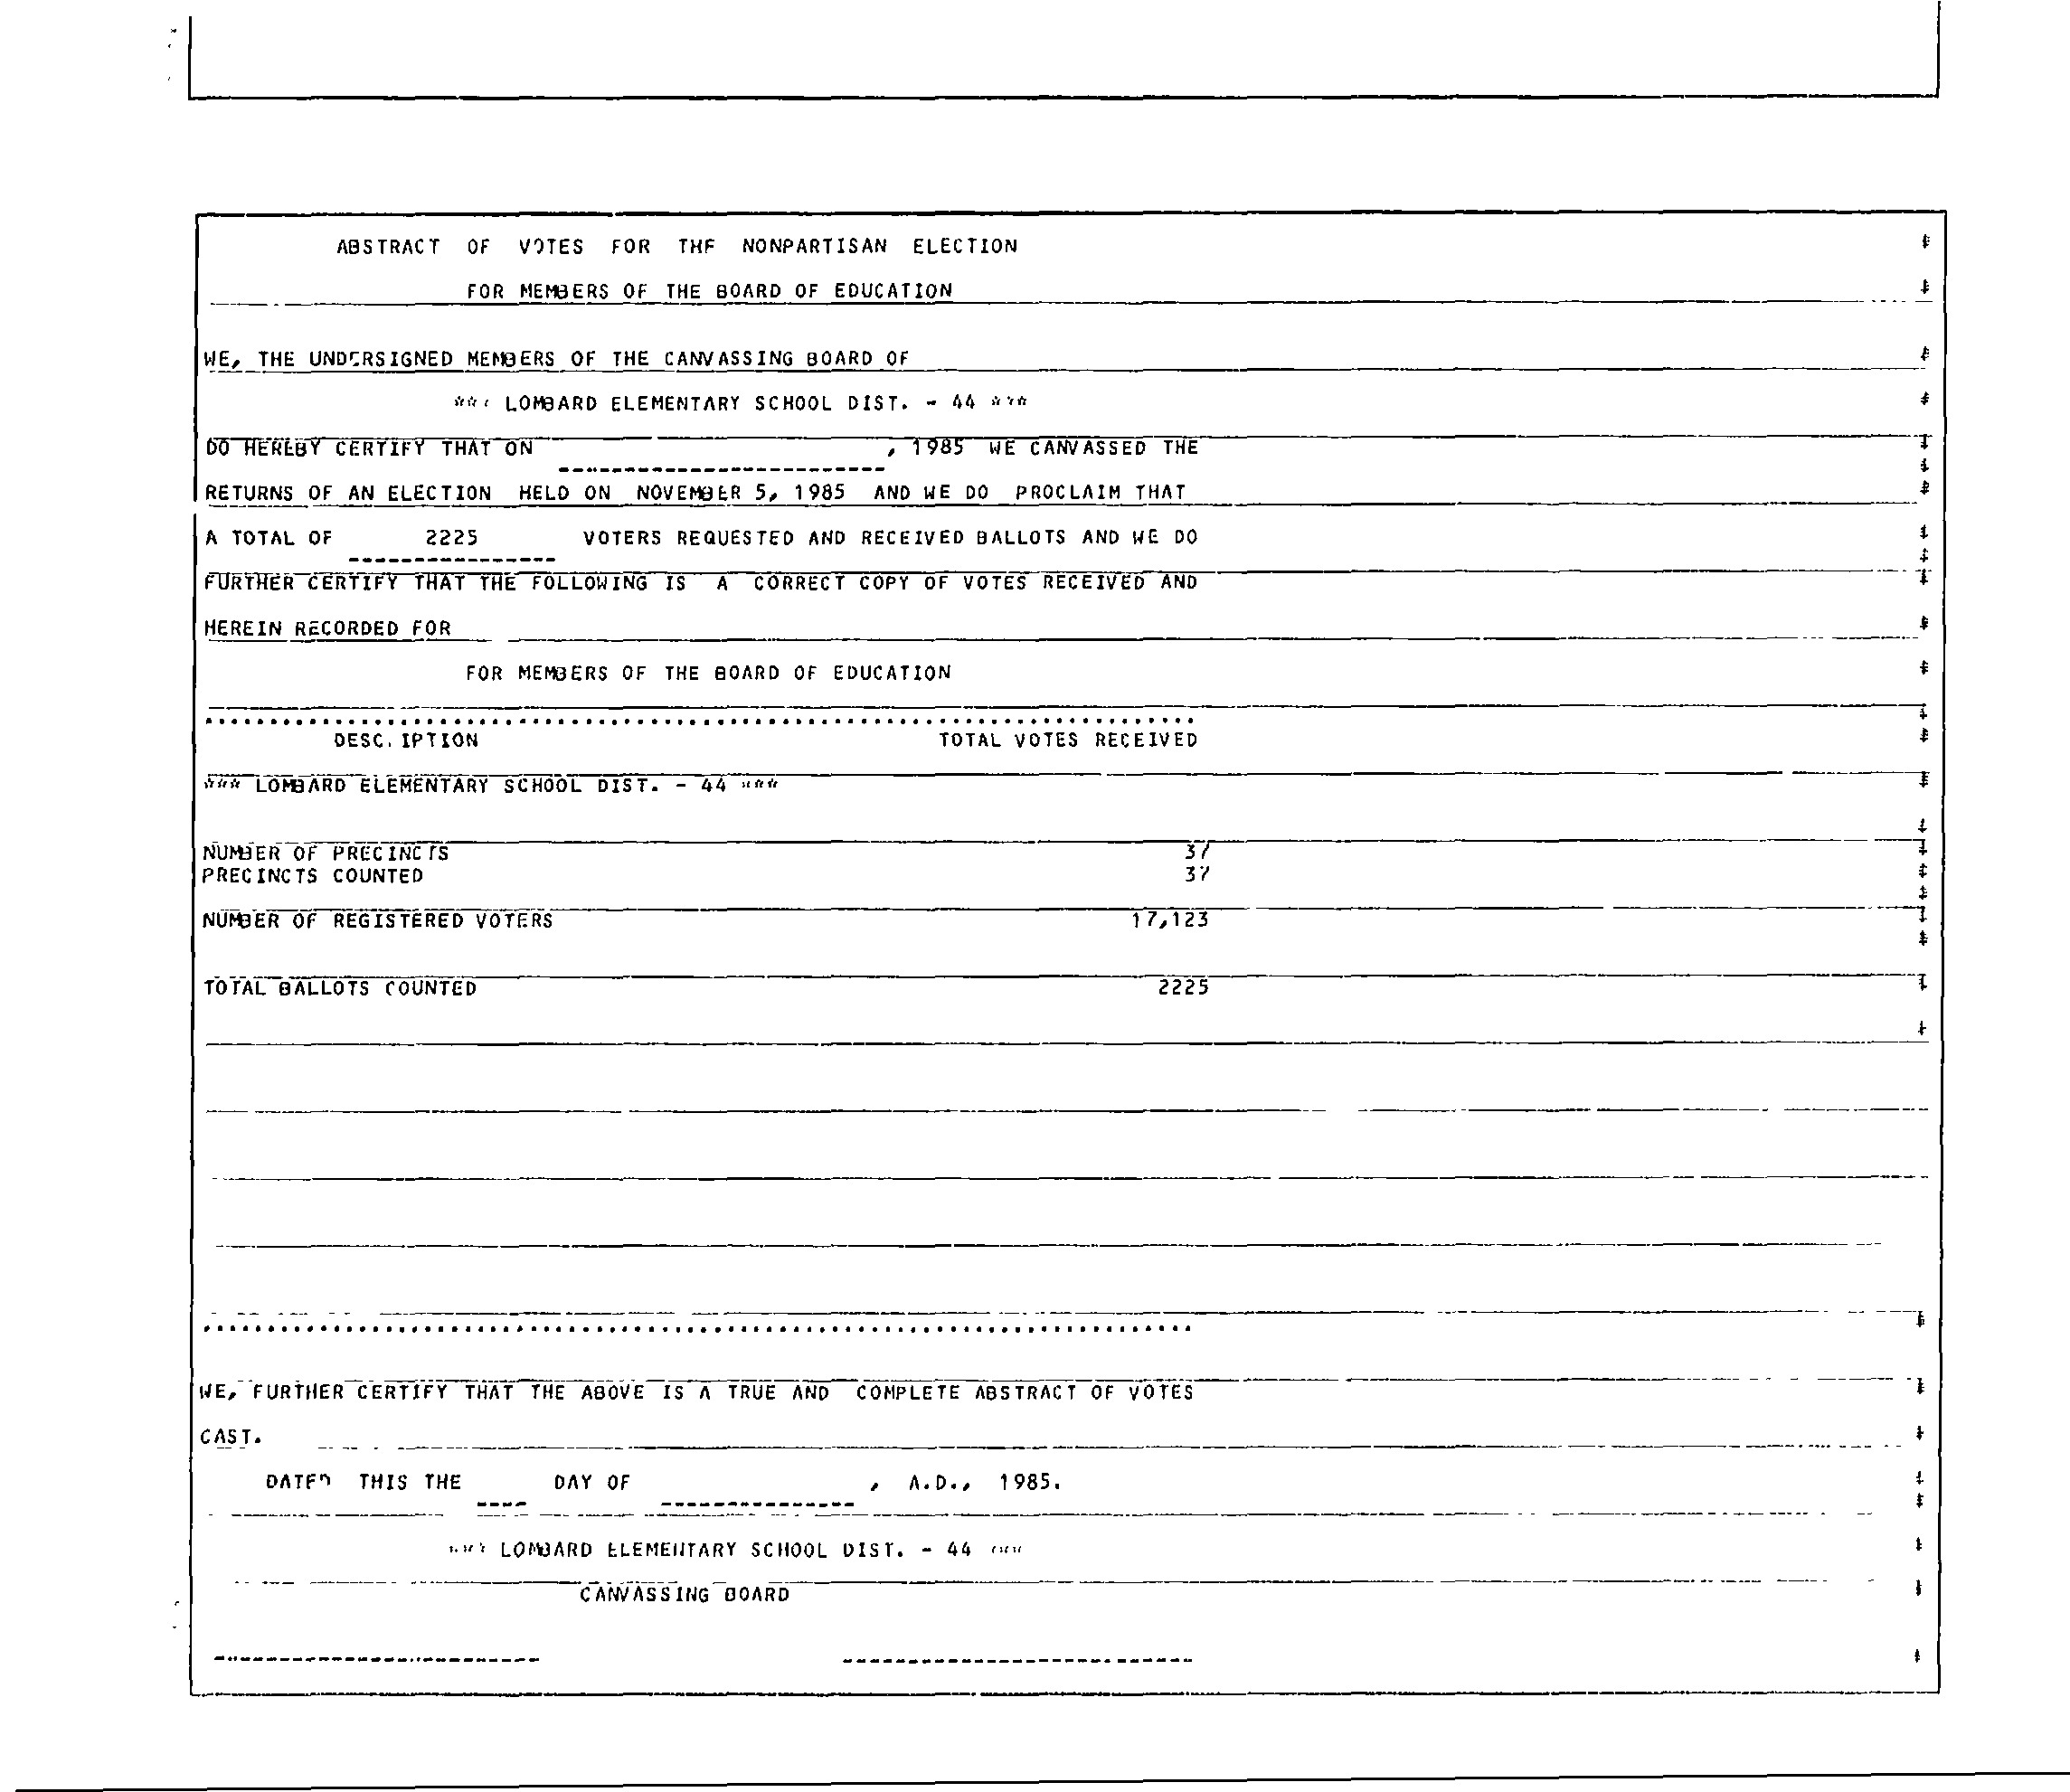 ABSTRACT OF VOTES FOR THE NONPARTISAN ELECTION
FOR MEMBERS OF THE BOARD OF EDUCATION
WE, THE UNDERSIGNED MEMBERS OF THE CANVASSING BOARD OF
*** LOMBARD ELEMENTARY SCHOOL DIST. - 44 ***
DO HEREBY CERTIFY THAT ON , 1985 WE CANVASSED THE
RETURNS OF AN ELECTION HELD ON NOVEMBER 5, 1985 AND WE DO PROCLAIM THAT
A TOTAL OF 2225 VOTERS REQUESTED AND RECEIVED BALLOTS AND WE DO
FURTHER CERTIFY THAT THE FOLLOWING IS A CORRECT COPY OF VOTES RECEIVED AND
HEREIN RECORDED FOR
FOR MEMBERS OF THE BOARD OF EDUCATION
DESCRIPTION TOTAL VOTES RECEIVED
*** LOMBARD ELEMENTARY SCHOOL DIST. - 44 ***
NUMBER OF PRECINCTS 37
PRECINCTS COUNTED 37
NUMBER OF REGISTERED VOTERS 17,123
TOTAL BALLOTS COUNTED 2225
WE, FURTHER CERTIFY THAT THE ABOVE IS A TRUE AND COMPLETE ABSTRACT OF VOTES
CAST.
DATED THIS THE DAY OF , A.D., 1985.
*** LOMBARD ELEMENTARY SCHOOL DIST. - 44 ***
CANVASSING BOARD